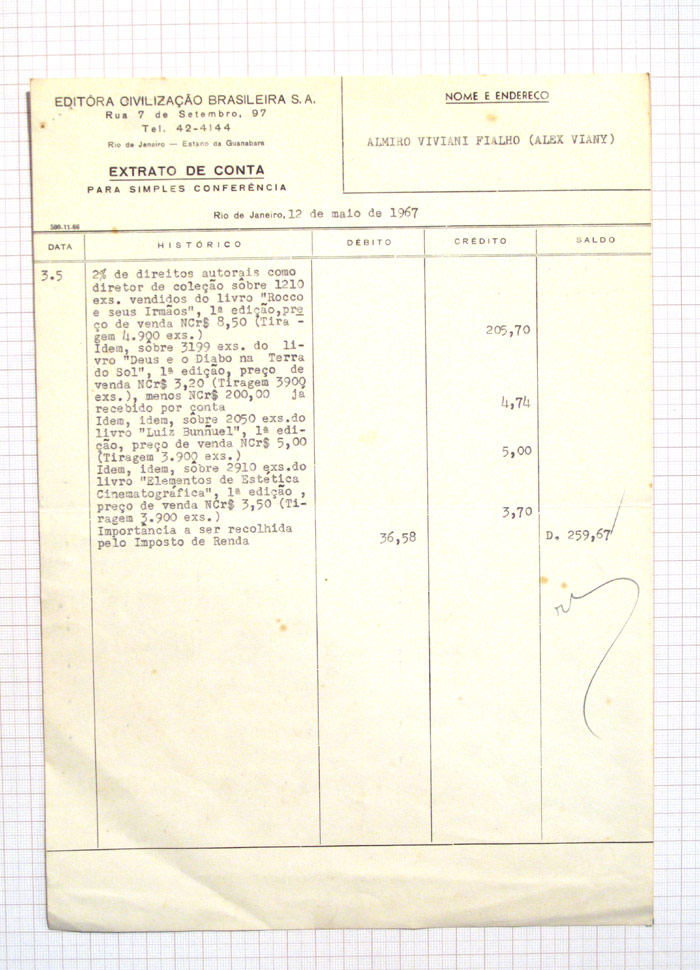 EDITÔRA CIVILIZAÇÃO BRASILEIRA S. A.
Rua 7 de Setembro, 97
Tel. 42-4144
Rio de Janeiro — Estado da Guanabara
EXTRATO DE CONTA
PARA SIMPLES CONFERÊNCIA
NOME E ENDERECO
ALMIRO VIVIANI FIALHO (ALEX VIANY)
Rio de Janeiro, 12 de maio de 1967
500-11-66
DATA HISTÓRICO DÉBITO CRÉDITO SALDO
3.5 2% de direitos autorais como
diretor de coleção sôbre 1210
exs. vendidos do livro "Rocco
e seus Irmãos", 1ª edição,pre
ço de venda NCr$ 8,50 (Tira -
gem 4.900 exs.) 205,70
Idem, sôbre 3199 exs. do li-
vro "Deus e o Diabo na Terra
do Sol", 1ª edição, preço de
venda NCr$ 3,20 (Tiragem 3900
exs.), menos NCr$ 200,00 ja
recebido por conta 4,74
Idem, idem, sôbre 2050 exs.do
livro "Luiz Bunñuel", 1ª edi-
ção, preço de venda NCr$ 5,00
(Tiragem 3.900 exs.) 5,00
Idem, idem, sôbre 2910 exs.do
livro "Elementos de Estética
Cinematográfica", 1ª edição ,
preço de venda NCr$ 3,50 (Ti-
ragem 3.900 exs.) 3,70
Importância a ser recolhida
pelo Imposto de Renda 36,58 D. 259,67